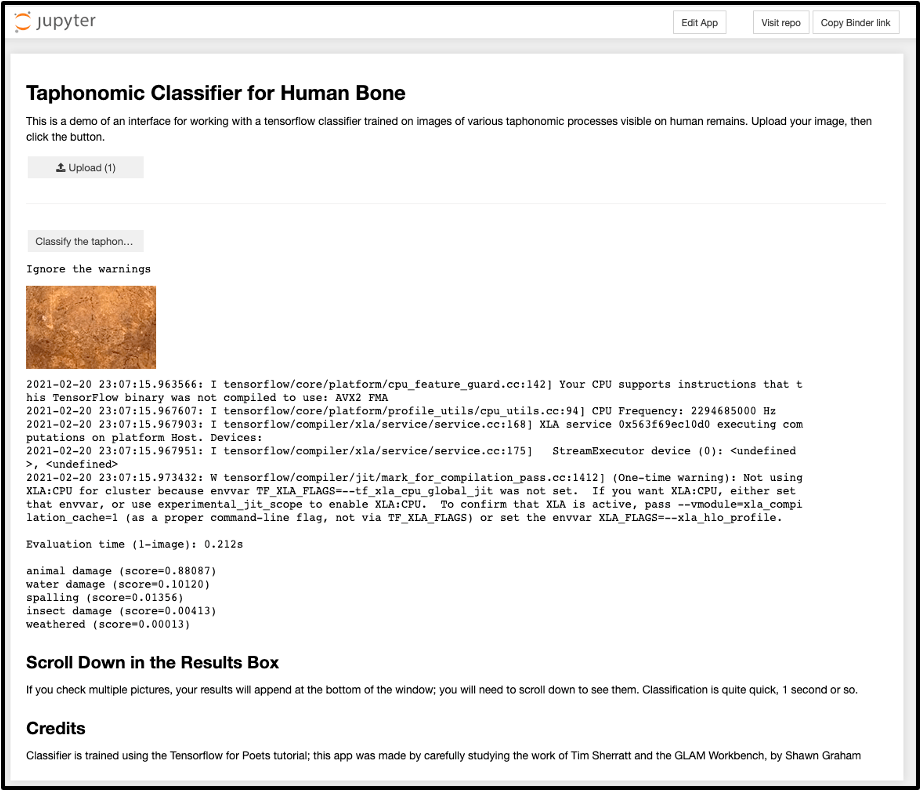 jupyter
Edit App
Visit repo
Copy Binder link
Taphonomic Classifier for Human Bone
This is a demo of an interface for working with a tensorflow classifier trained on images of various taphonomic processes visible on human remains. Upload your image, then
click the button.
Upload (1)
Classify the taphon...
Ignore the warnings
2021-02-20 23:07:15.963566: I tensorflow/core/platform/cpu_feature_guard.cc:142] Your CPU supports instructions that t
his TensorFlow binary was not compiled to use: AVX2 FMA
2021-02-20 23:07:15.967607: I tensorflow/core/platform/profile_utils/cpu_utils.cc:94] CPU Frequency: 2294685000 Hz
2021-02-20 23:07:15.967903: I tensorflow/compiler/xla/service/service.cc:168] XLA service 0x563f69ec10d0 executing com
putations on platform Host. Devices:
2021-02-20 23:07:15.967951: I tensorflow/compiler/xla/service/service.cc:175]   StreamExecutor device (0): <undefined
>, <undefined>
2021-02-20 23:07:15.973432: W tensorflow/compiler/jit/mark_for_compilation_pass.cc:1412] (One-time warning): Not using
XLA:CPU for cluster because envvar TF_XLA_FLAGS=--tf_xla_cpu_global_jit was not set.  If you want XLA:CPU, either set
that envvar, or use experimental_jit_scope to enable XLA:CPU.  To confirm that XLA is active, pass --vmodule=xla_compi
lation_cache=1 (as a proper command-line flag, not via TF_XLA_FLAGS) or set the envvar XLA_FLAGS=--xla_hlo_profile.
Evaluation time (1-image): 0.212s
animal damage (score=0.88087)
water damage (score=0.10120)
spalling (score=0.01356)
insect damage (score=0.00413)
weathered (score=0.00013)
Scroll Down in the Results Box
If you check multiple pictures, your results will append at the bottom of the window; you will need to scroll down to see them. Classification is quite quick, 1 second or so.
Credits
Classifier is trained using the Tensorflow for Poets tutorial; this app was made by carefully studying the work of Tim Sherratt and the GLAM Workbench, by Shawn Graham